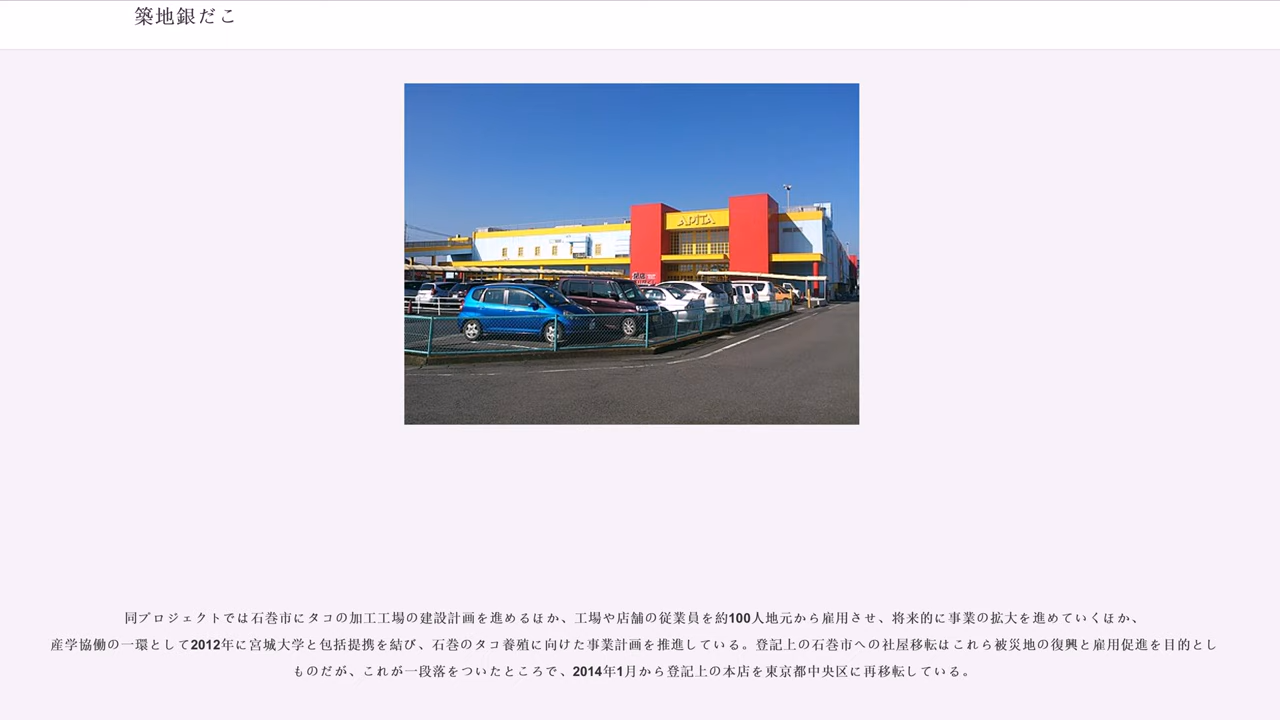 築地銀だこ
APITA
同プロジェクトでは石巻市にタコの加工工場の建設計画を進めるほか、工場や店舗の従業員を約100人地元から雇用させ、将来的に事業の拡大を進めていくほか、
産学協働の一環として2012年に宮城大学と包括提携を結び、石巻のタコ養殖に向けた事業計画を推進している。登記上の石巻市への社屋移転はこれら被災地の復興と雇用促進を目的とし
ものだが、これが一段落をついたところで、2014年1月から登記上の本店を東京都中央区に再移転している。